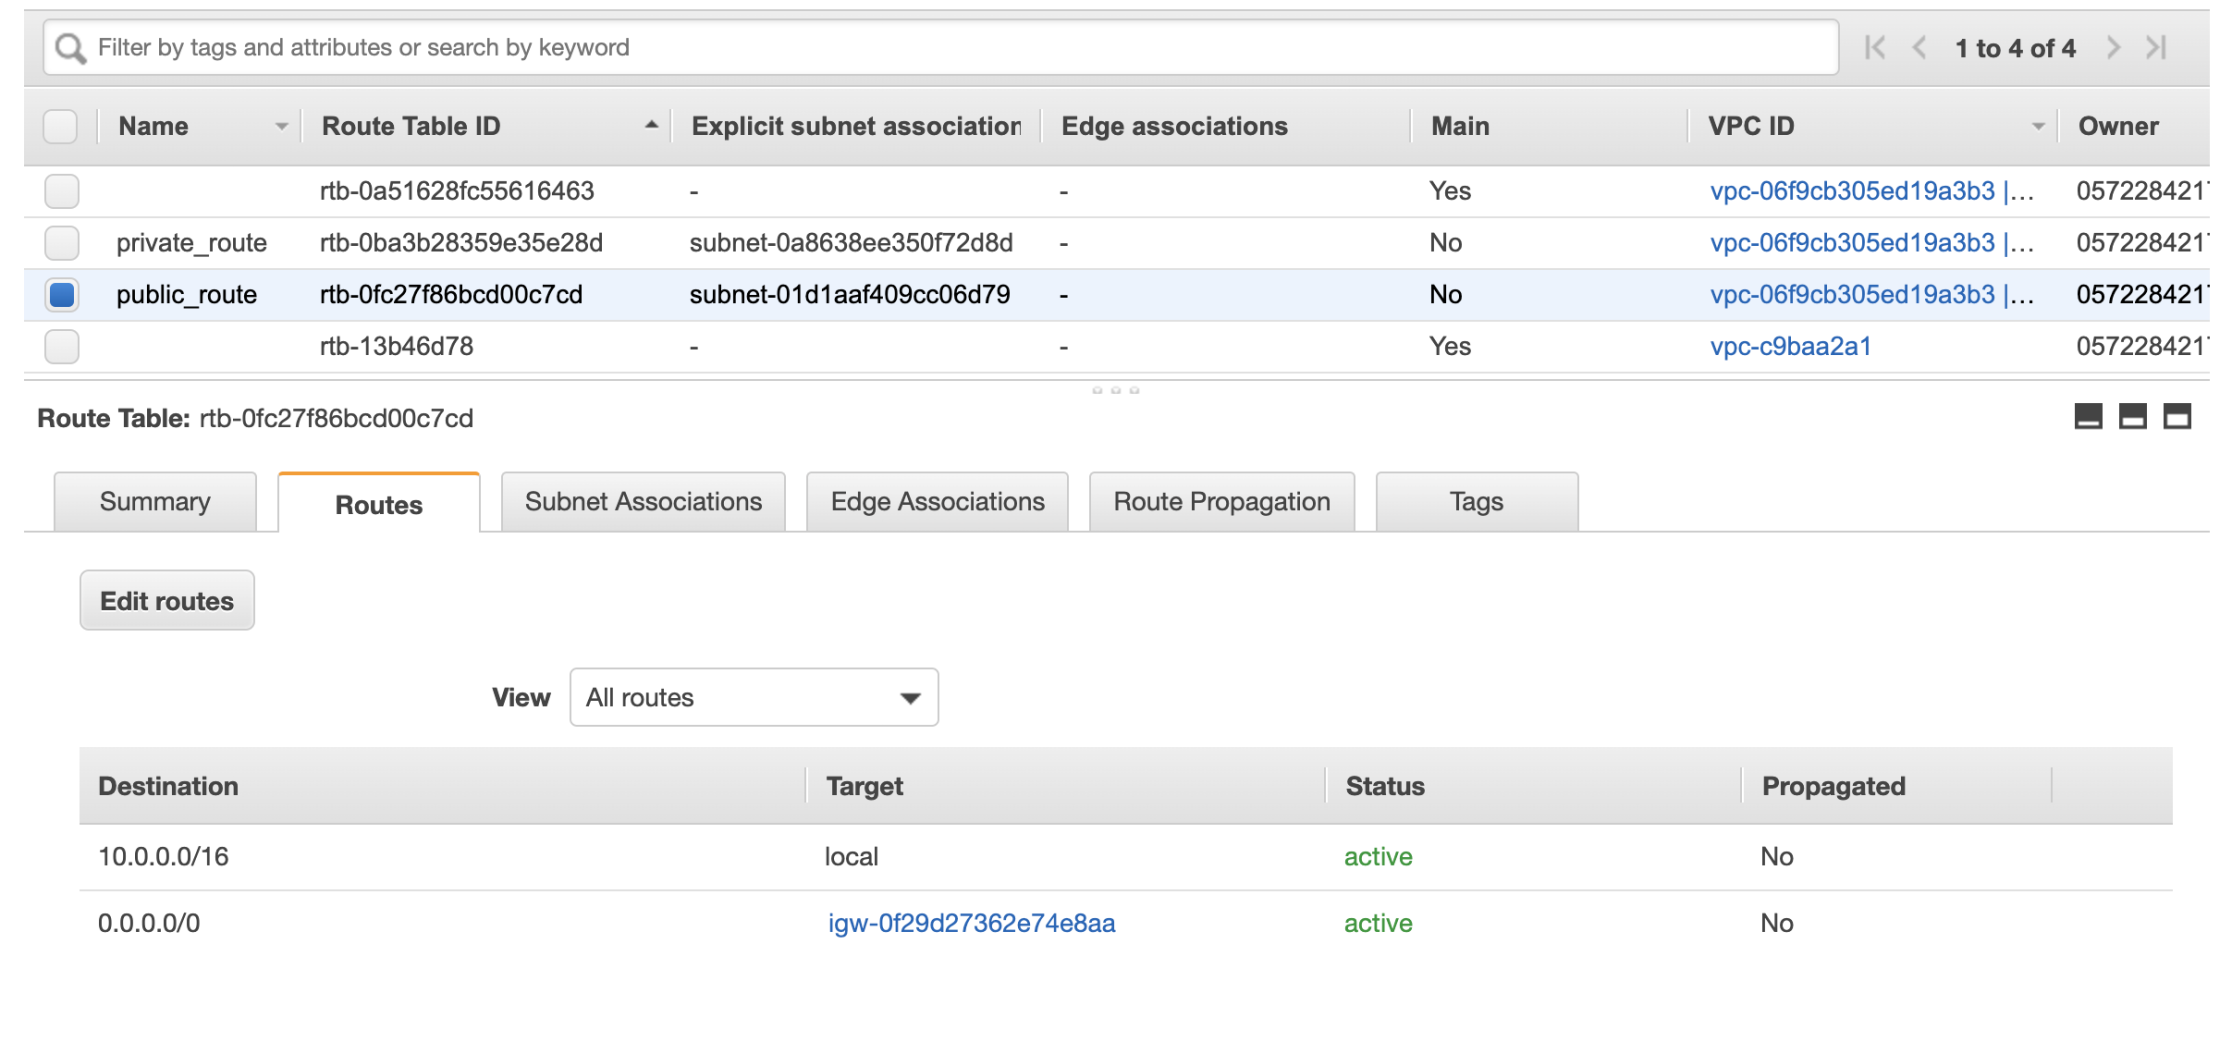 Filter by tags and attributes or search by keyword 1 to 4 of 4
Name Route Table ID Explicit subnet association Edge associations Main VPC ID Owner
rtb-0a51628fc55616463 - - Yes vpc-06f9cb305ed19a3b3 |... 057228421
private_route rtb-0ba3b28359e35e28d subnet-0a8638ee350f72d8d - No vpc-06f9cb305ed19a3b3 |... 057228421
public_route rtb-0fc27f86bcd00c7cd subnet-01d1aaf409cc06d79 - No vpc-06f9cb305ed19a3b3 |... 057228421
rtb-13b46d78 - - Yes vpc-c9baa2a1 057228421
Route Table: rtb-0fc27f86bcd00c7cd
Summary Routes Subnet Associations Edge Associations Route Propagation Tags
Edit routes
View All routes
Destination Target Status Propagated
10.0.0.0/16 local active No
0.0.0.0/0 igw-0f29d27362e74e8aa active No